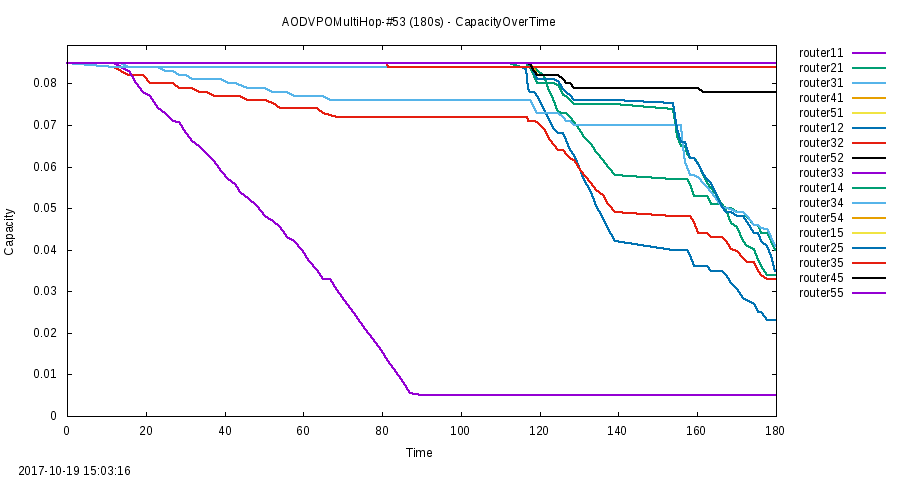 AODVPOMultiHop-#53 (180s) - CapacityOverTime
Capacity
0.08
0.07
0.06
0.05
0.04
0.03
0.02
0.01
0
0 20 40 60 80 100 120 140 160 180
Time
router11
router21
router31
router41
router51
router12
router32
router52
router33
router14
router34
router54
router15
router25
router35
router45
router55
2017-10-19 15:03:16